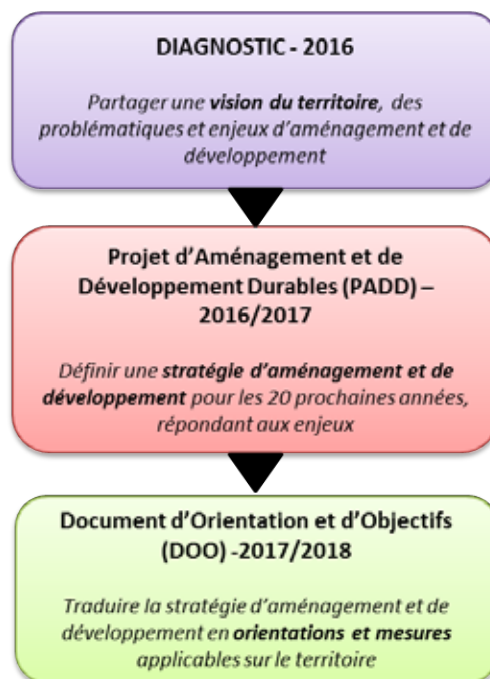 DIAGNOSTIC - 2016
Partager une vision du territoire, des
problématiques et enjeux d'aménagement et de
développement
Projet d'Aménagement et de
Développement Durables (PADD) –
2016/2017
Définir une stratégie d'aménagement et de
développement pour les 20 prochaines années,
répondant aux enjeux
Document d'Orientation et d'Objectifs
(DOO) -2017/2018
Traduire la stratégie d'aménagement et de
développement en orientations et mesures
applicables sur le territoire